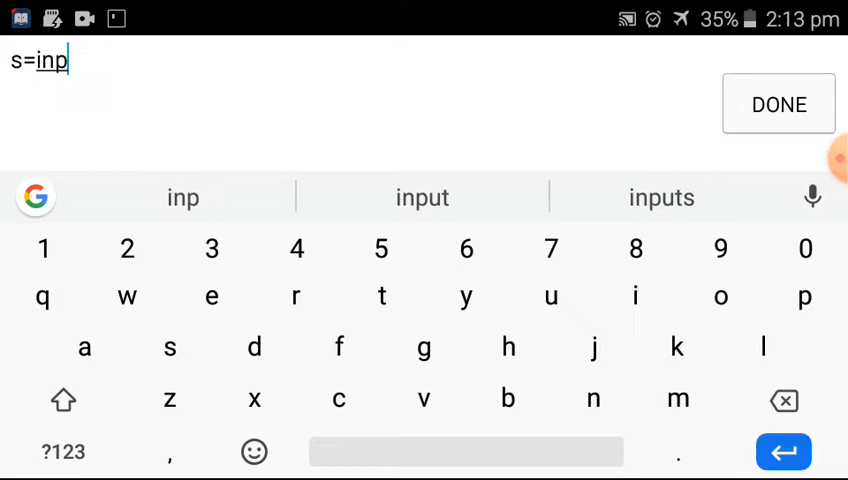 35% 2:13 pm
s=inp
DONE
G inp input inputs
1 2 3 4 5 6 7 8 9 0
q w e r t y u i o p
a s d f g h j k l
z x c v b n m
?123 , .